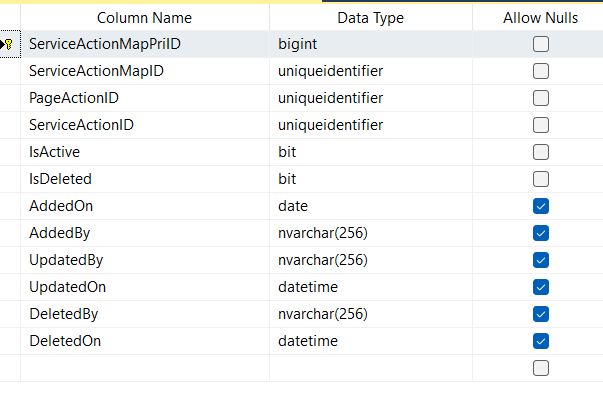 Column Name Data Type Allow Nulls
ServiceActionMapPriID bigint
ServiceActionMapID uniqueidentifier
PageActionID uniqueidentifier
ServiceActionID uniqueidentifier
IsActive bit
IsDeleted bit
AddedOn date
AddedBy nvarchar(256)
UpdatedBy nvarchar(256)
UpdatedOn datetime
DeletedBy nvarchar(256)
DeletedOn datetime